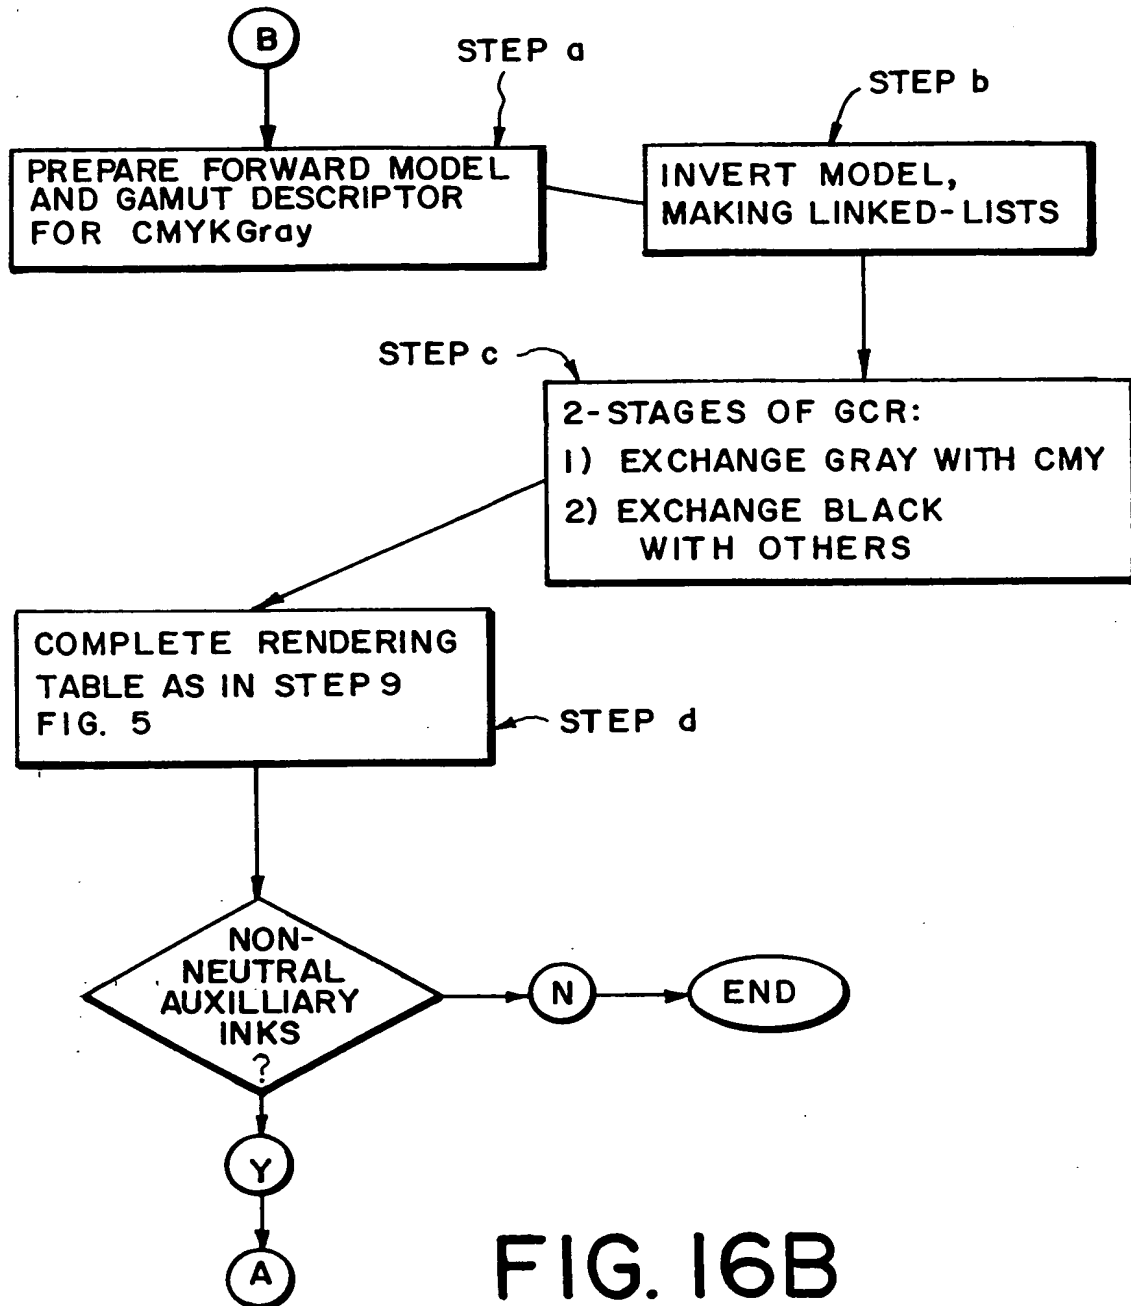 B
STEP a
STEP b
PREPARE FORWARD MODEL
AND GAMUT DESCRIPTOR
FOR CMYKGray
INVERT MODEL,
MAKING LINKED-LISTS
STEP c
2-STAGES OF GCR:
1) EXCHANGE GRAY WITH CMY
2) EXCHANGE BLACK
WITH OTHERS
COMPLETE RENDERING
TABLE AS IN STEP 9
FIG. 5
STEP d
NON-
NEUTRAL
AUXILLIARY
INKS
?
N
END
Y
A
FIG. 16B